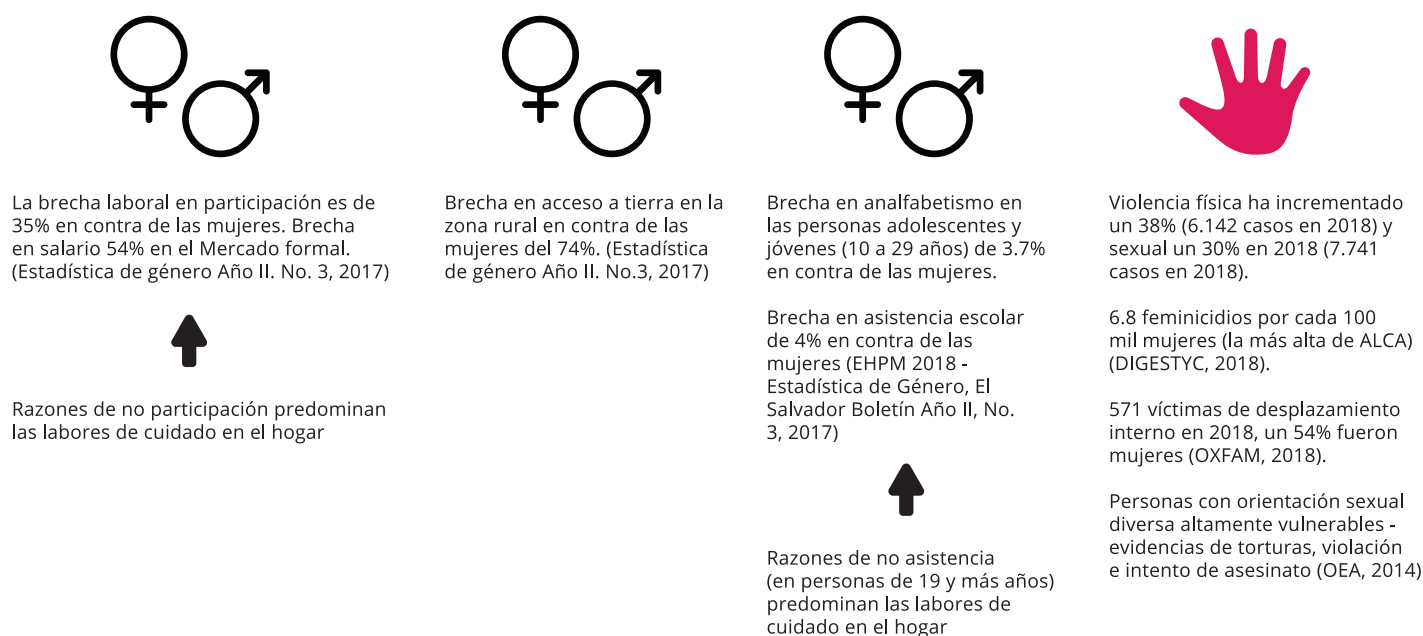 La brecha laboral en participación es de
35% en contra de las mujeres. Brecha
en salario 54% en el Mercado formal.
(Estadística de género Año II. No. 3, 2017)
Razones de no participación predominan
las labores de cuidado en el hogar
Brecha en acceso a tierra en la
zona rural en contra de las
mujeres del 74%. (Estadística
de género Año II. No.3, 2017)
Brecha en analfabetismo en
las personas adolescentes y
jóvenes (10 a 29 años) de 3.7%
en contra de las mujeres.
Brecha en asistencia escolar
de 4% en contra de las
mujeres (EHPM 2018 -
Estadística de Género, El
Salvador Boletín Año II, No.
3, 2017)
Razones de no asistencia
(en personas de 19 y más años)
predominan las labores de
cuidado en el hogar
Violencia física ha incrementado
un 38% (6.142 casos en 2018) y
sexual un 30% en 2018 (7.741
casos en 2018).
6.8 feminicidios por cada 100
mil mujeres (la más alta de ALCA)
(DIGESTYC, 2018).
571 víctimas de desplazamiento
interno en 2018, un 54% fueron
mujeres (OXFAM, 2018).
Personas con orientación sexual
diversa altamente vulnerables -
evidencias de torturas, violación
e intento de asesinato (OEA, 2014)